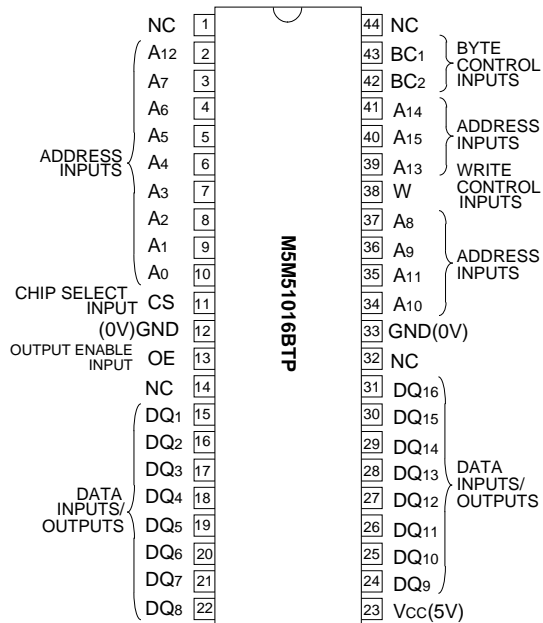 NC 1
A12 2
A7 3
A6 4
A5 5
A4 6
A3 7
A2 8
A1 9
A0 10
ADDRESS
INPUTS
CHIP SELECT
INPUT
CS 11
(0V)GND 12
OUTPUT ENABLE
INPUT
OE 13
NC 14
DQ1 15
DQ2 16
DQ3 17
DQ4 18
DQ5 19
DQ6 20
DQ7 21
DQ8 22
DATA
INPUTS/
OUTPUTS
M5M51016BTP
44 NC
43 BC1
42 BC2
BYTE
CONTROL
INPUTS
41 A14
40 A15
39 A13
ADDRESS
INPUTS
38 W
WRITE
CONTROL
INPUTS
37 A8
36 A9
35 A11
34 A10
ADDRESS
INPUTS
33 GND(0V)
32 NC
31 DQ16
30 DQ15
29 DQ14
28 DQ13
27 DQ12
26 DQ11
25 DQ10
24 DQ9
DATA
INPUTS/
OUTPUTS
23 Vcc(5V)